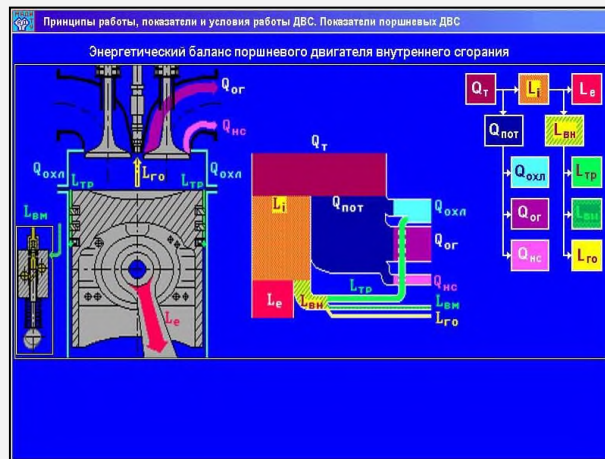 МАДИ
Принципы работы, показатели и условия работы ДВС. Показатели поршневых ДВС
Энергетический баланс поршневого двигателя внутреннего сгорания
Qог
Qнс
Qохл
Lтр
Lго
Lтр
Qохл
Lвм
Le
Qт
Li
Qпот
Qохл
Qог
Qнс
Lтр
Lвм
Lго
Le
Lвн
Qт
Li
Le
Qпот
Lвн
Qохл
Lтр
Qог
Lвм
Qнс
Lго